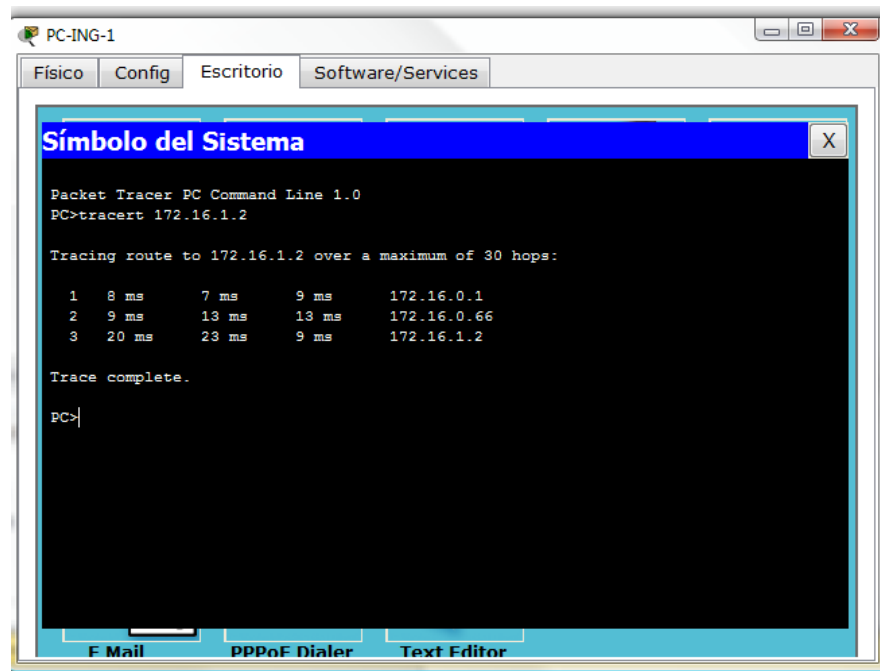 PC-ING-1
Físico Config Escritorio Software/Services
Símbolo del Sistema X
Packet Tracer PC Command Line 1.0
PC>tracert 172.16.1.2
Tracing route to 172.16.1.2 over a maximum of 30 hops:
1 8 ms 7 ms 9 ms 172.16.0.1
2 9 ms 13 ms 13 ms 172.16.0.66
3 20 ms 23 ms 9 ms 172.16.1.2
Trace complete.
PC>
E Mail PPPoE Dialer Text Editor